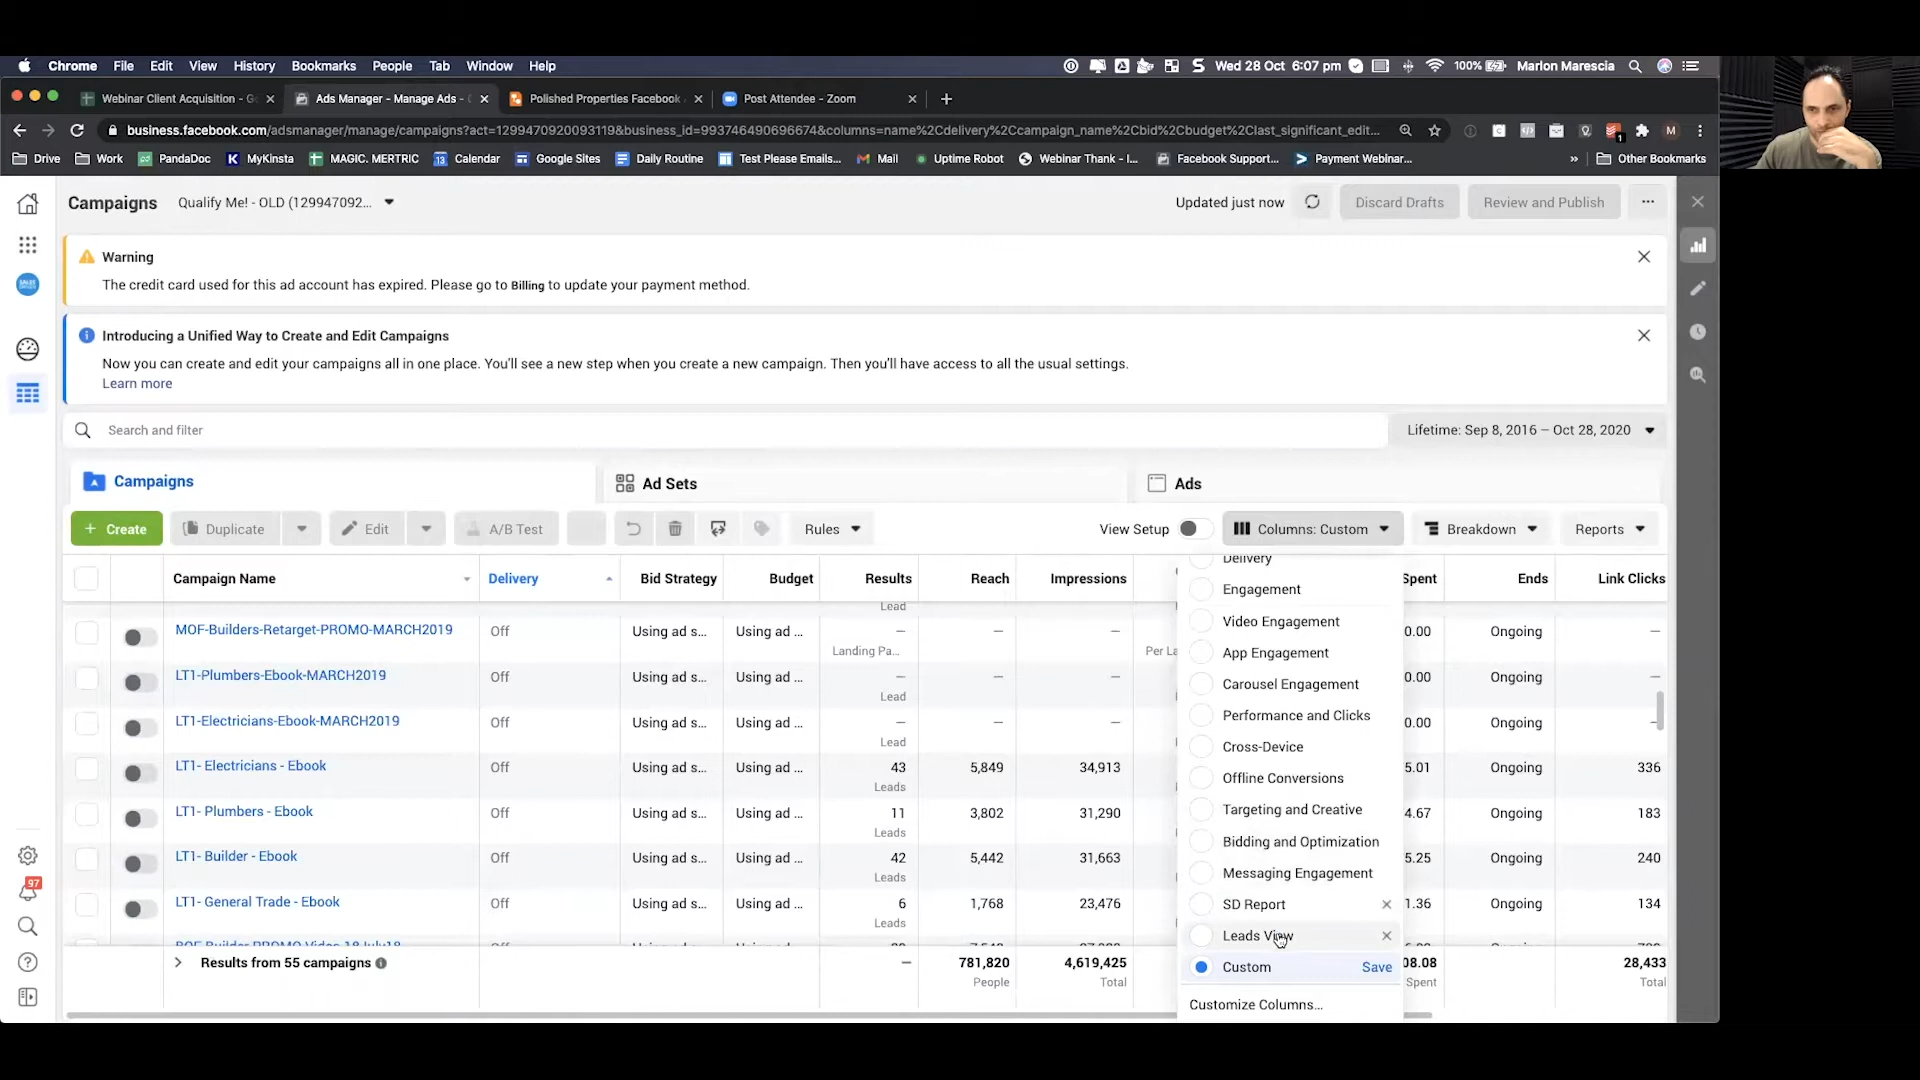 Chrome File Edit View History Bookmarks People Tab Window Help
Wed 28 Oct 6:07 pm 100% Marlon Marescia
Webinar Client Acquisition - G
Ads Manager - Manage Ads -
Polished Properties Facebook
Post Attendee - Zoom
business.facebook.com/adsmanager/manage/campaigns?act=1299470920093119&business_id=993746490696674&columns=name%2Cdelivery%2Ccampaign_name%2Cbid%2Cbudget%2Clast_significant_edit...
M
Drive Work PandaDoc MyKinsta MAGIC. MERTRIC Calendar Google Sites Daily Routine Test Please Emails... Mail Uptime Robot Webinar Thank - I... Facebook Support... Payment Webinar... » Other Bookmarks
Campaigns Qualify Me! - OLD (129947092... Updated just now Discard Drafts Review and Publish ...
Warning
The credit card used for this ad account has expired. Please go to Billing to update your payment method.
Introducing a Unified Way to Create and Edit Campaigns
Now you can create and edit your campaigns all in one place. You'll see a new step when you create a new campaign. Then you'll have access to all the usual settings.
Learn more
Search and filter Lifetime: Sep 8, 2016 – Oct 28, 2020
Campaigns Ad Sets Ads
+ Create Duplicate Edit A/B Test Rules View Setup Columns: Custom Breakdown Reports
Campaign Name Delivery Bid Strategy Budget Results Reach Impressions Spent Ends Link Clicks
Lead
MOF-Builders-Retarget-PROMO-MARCH2019 Off Using ad s... Using ad ... — — — 0.00 Ongoing —
Landing Pa... Per La
LT1-Plumbers-Ebook-MARCH2019 Off Using ad s... Using ad ... — — — 0.00 Ongoing —
Lead
LT1-Electricians-Ebook-MARCH2019 Off Using ad s... Using ad ... — — — 0.00 Ongoing —
Lead
LT1- Electricians - Ebook Off Using ad s... Using ad ... 43 5,849 34,913 5.01 Ongoing 336
Leads
LT1- Plumbers - Ebook Off Using ad s... Using ad ... 11 3,802 31,290 4.67 Ongoing 183
Leads
LT1- Builder - Ebook Off Using ad s... Using ad ... 42 5,442 31,663 5.25 Ongoing 240
Leads
LT1- General Trade - Ebook Off Using ad s... Using ad ... 6 1,768 23,476 1.36 Ongoing 134
Leads
Results from 55 campaigns — 781,820 4,619,425 08.08 28,433
People Total Spent Total
Delivery
Engagement
Video Engagement
App Engagement
Carousel Engagement
Performance and Clicks
Cross-Device
Offline Conversions
Targeting and Creative
Bidding and Optimization
Messaging Engagement
SD Report
Leads View
Custom Save
Customize Columns...
97